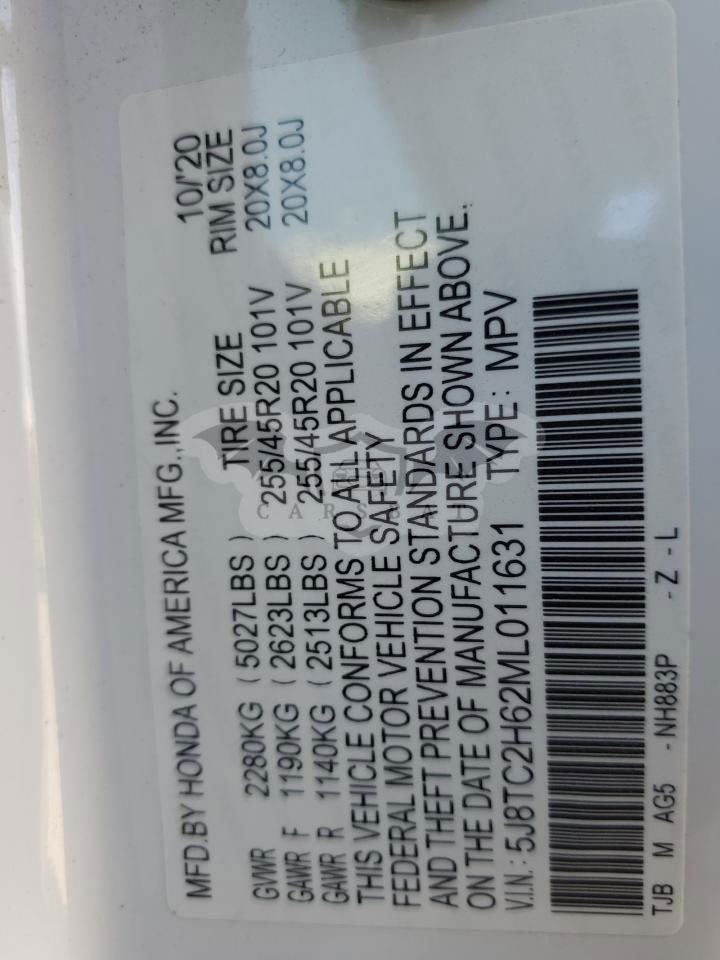 MFD.BY HONDA OF AMERICA MFG.,INC. 10/'20
TIRE SIZE RIM SIZE
GVWR 2280KG (5027LBS)
GAWR F 1190KG (2623LBS) 255/45R20 101V 20X8.0J
GAWR R 1140KG (2513LBS) 255/45R20 101V 20X8.0J
THIS VEHICLE CONFORMS TO ALL APPLICABLE
FEDERAL MOTOR VEHICLE SAFETY
AND THEFT PREVENTION STANDARDS IN EFFECT
ON THE DATE OF MANUFACTURE SHOWN ABOVE.
V.I.N.: 5J8TC2H62ML011631 TYPE: MPV
TJB M AG5 -NH883P -Z-L
CARSBAT